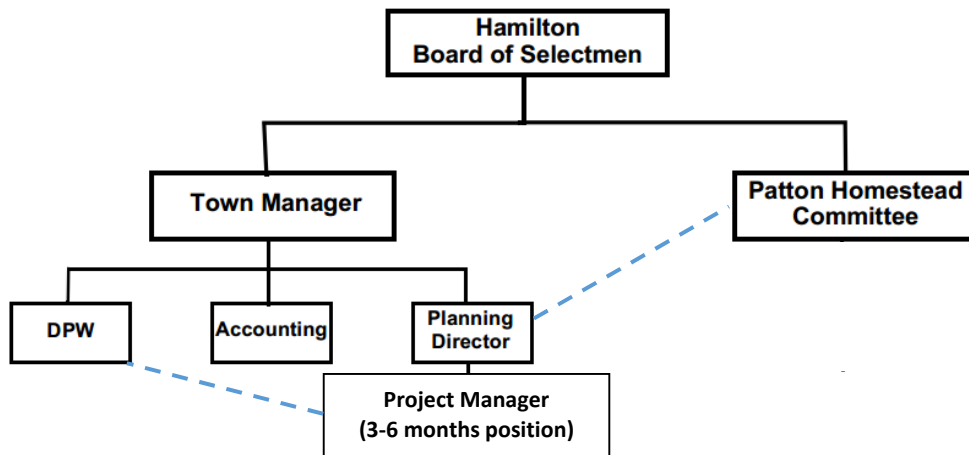 Hamilton
Board of Selectmen
Town Manager
Patton Homestead
Committee
DPW
Accounting
Planning
Director
Project Manager
(3-6 months position)